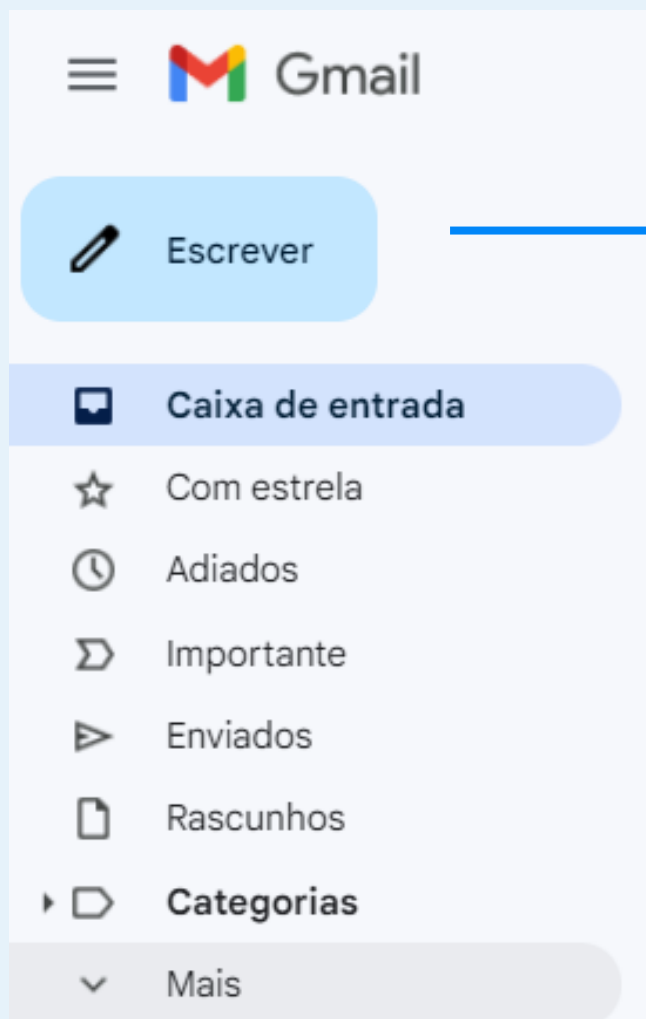 Gmail
Escrever
Caixa de entrada
Com estrela
Adiados
Importante
Enviados
Rascunhos
Categorias
Mais